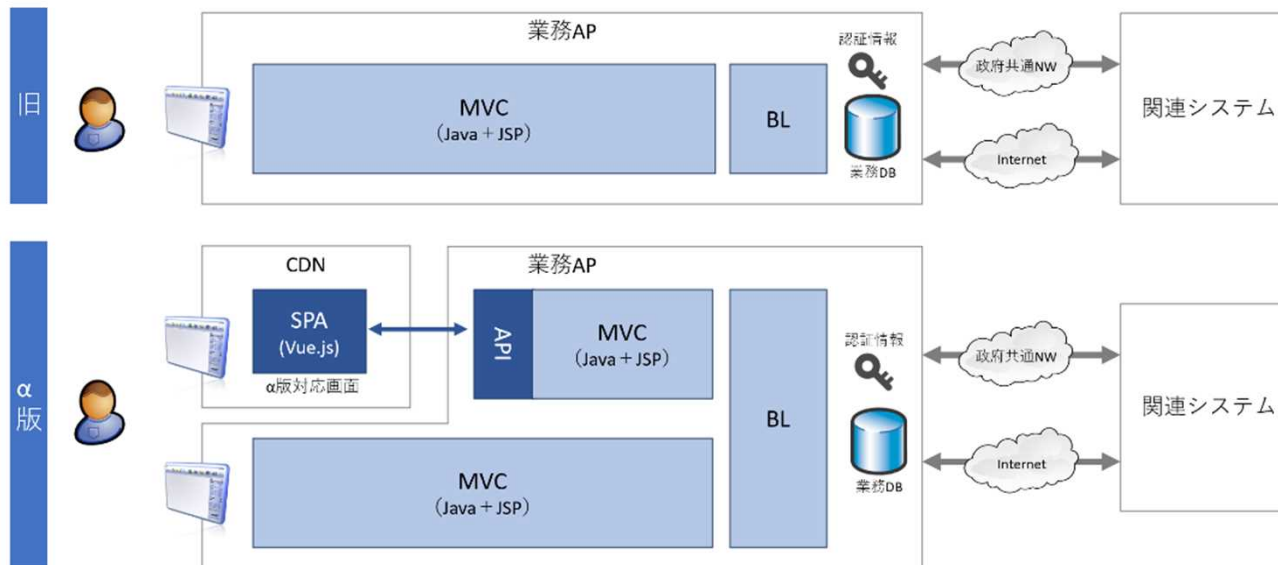 旧
業務AP
MVC
(Java+JSP)
BL
認証情報
業務DB
政府共通NW
Internet
関連システム
α版
CDN
SPA
(Vue.js)
α版対応画面
業務AP
API
MVC
(Java+JSP)
MVC
(Java+JSP)
BL
認証情報
業務DB
政府共通NW
Internet
関連システム